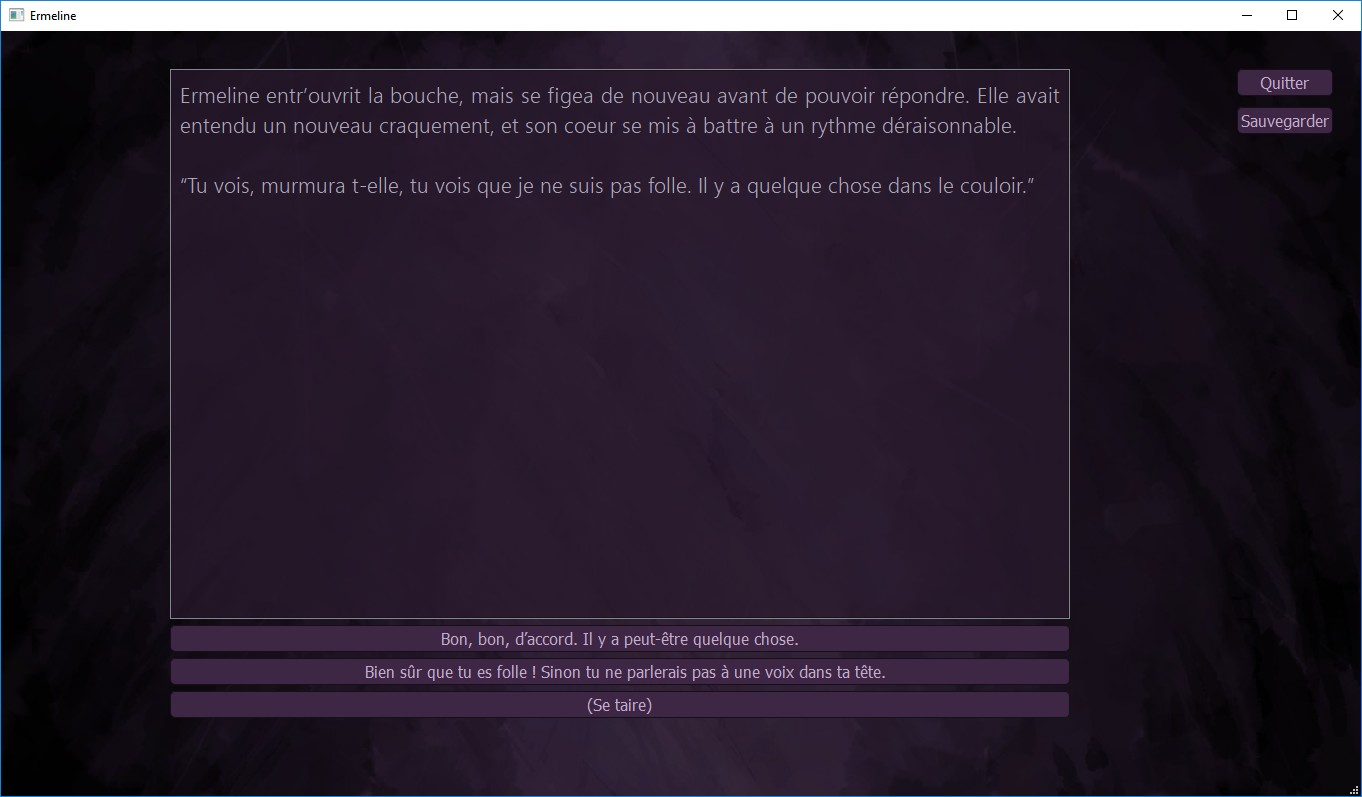 Ermeline
Quitter
Sauvegarder
Ermeline entr’ouvrit la bouche, mais se figea de nouveau avant de pouvoir répondre. Elle avait
entendu un nouveau craquement, et son coeur se mis à battre à un rythme déraisonnable.
“Tu vois, murmura t-elle, tu vois que je ne suis pas folle. Il y a quelque chose dans le couloir.”
Bon, bon, d’accord. Il y a peut-être quelque chose.
Bien sûr que tu es folle ! Sinon tu ne parlerais pas à une voix dans ta tête.
(Se taire)